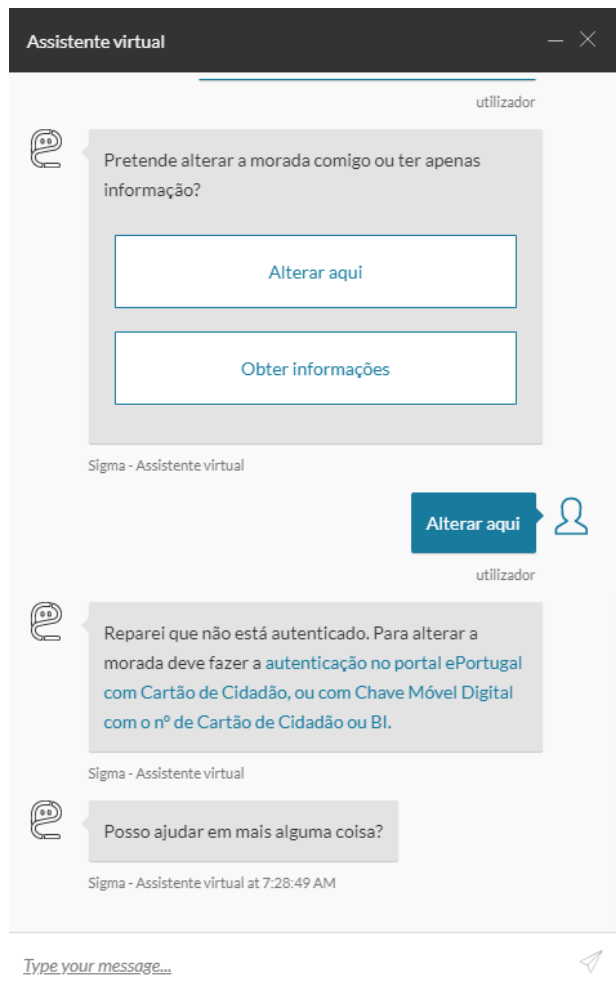 Assistente virtual
utilizador
Pretende alterar a morada comigo ou ter apenas
informação?
Alterar aqui
Obter informações
Sigma - Assistente virtual
Alterar aqui
utilizador
Reparei que não está autenticado. Para alterar a
morada deve fazer a autenticação no portal ePortugal
com Cartão de Cidadão, ou com Chave Móvel Digital
com o nº de Cartão de Cidadão ou BI.
Sigma - Assistente virtual
Posso ajudar em mais alguma coisa?
Sigma - Assistente virtual at 7:28:49 AM
Type your message...